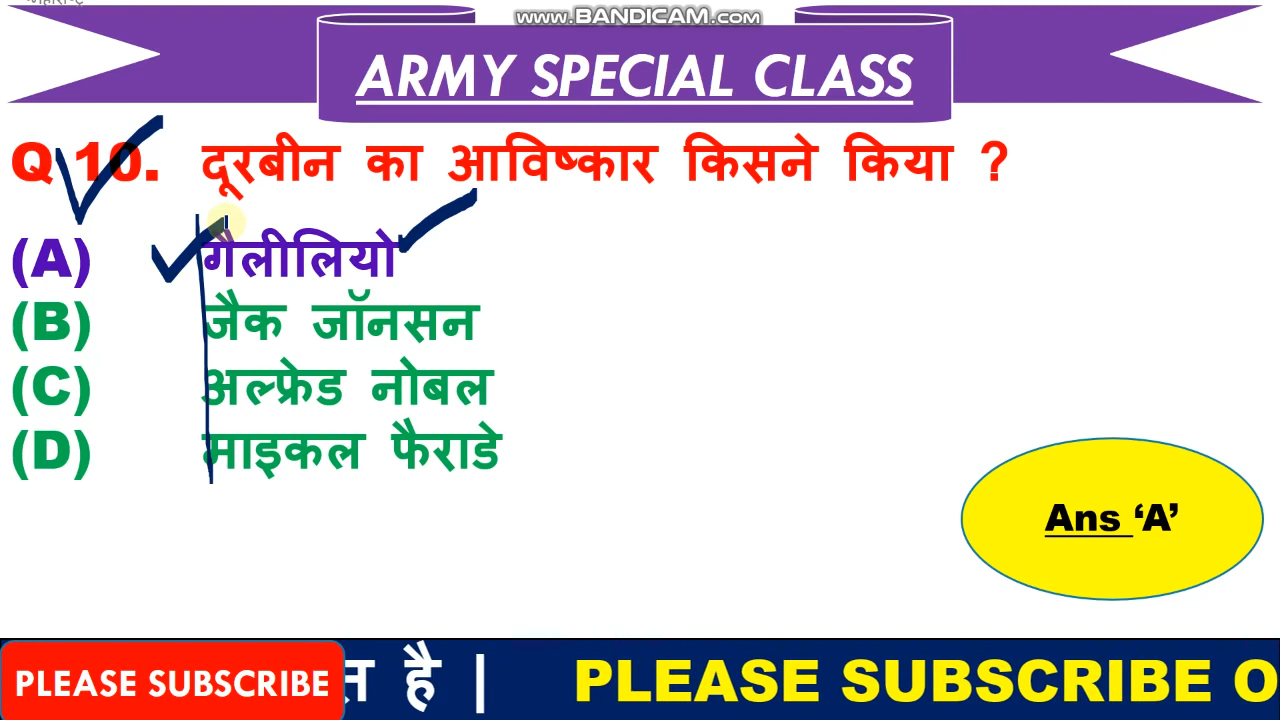 www.BANDICAM.com
ARMY SPECIAL CLASS
Q 10. दूरबीन का आविष्कार किसने किया ?
(A) गैलीलियो
(B) जैक जॉनसन
(C) अल्फ्रेड नोबल
(D) माइकल फैराडे
Ans ‘A’
PLEASE SUBSCRIBE है | PLEASE SUBSCRIBE O